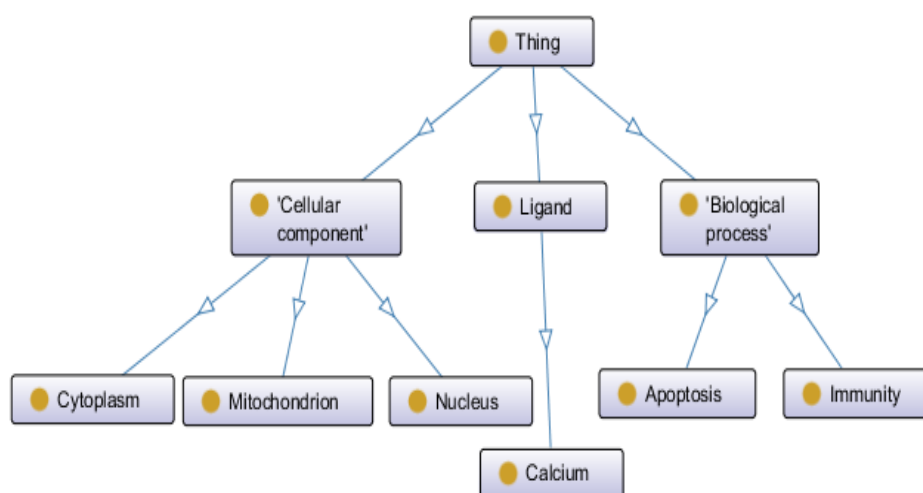 Thing
'Cellular
component'
Ligand
'Biological
process'
Cytoplasm
Mitochondrion
Nucleus
Apoptosis
Immunity
Calcium